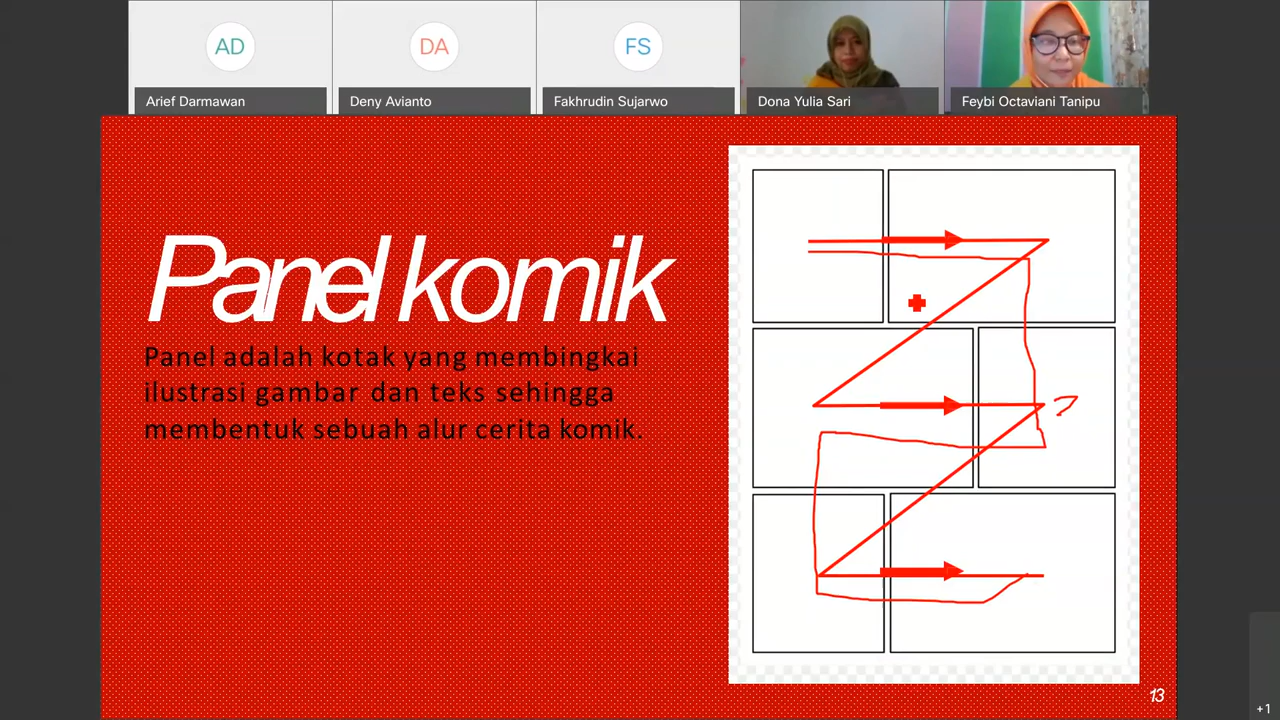 AD
DA
FS
Arief Darmawan
Deny Avianto
Fakhrudin Sujarwo
Dona Yulia Sari
Feybi Octaviani Tanipu
Panel komik
Panel adalah kotak yang membingkai
ilustrasi gambar dan teks sehingga
membentuk sebuah alur cerita komik.
13
+1